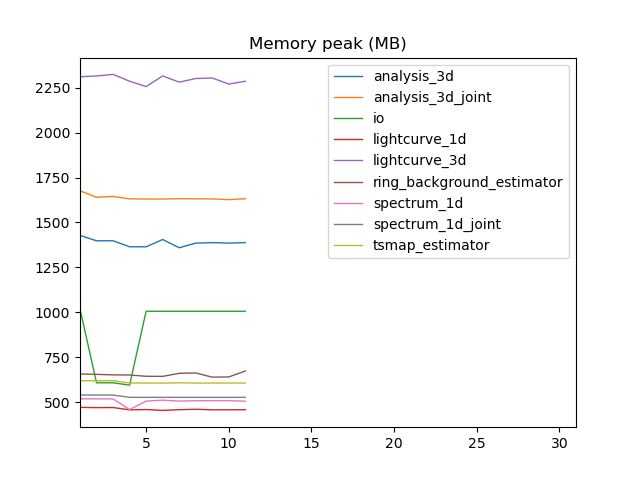 Memory peak (MB)
analysis_3d
analysis_3d_joint
io
lightcurve_1d
lightcurve_3d
ring_background_estimator
spectrum_1d
spectrum_1d_joint
tsmap_estimator
2250
2000
1750
1500
1250
1000
750
500
5 10 15 20 25 30